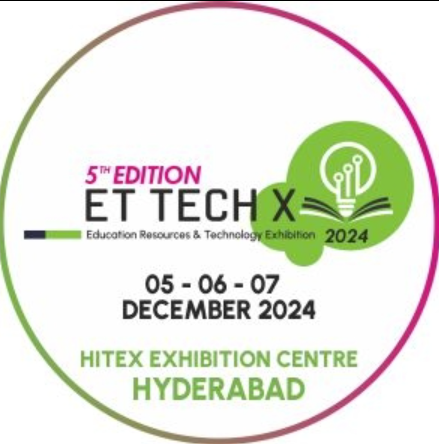 5TH EDITION
ET TECH X
Education Resources & Technology Exhibition 2024
05 - 06 - 07
DECEMBER 2024
HITEX EXHIBITION CENTRE
HYDERABAD